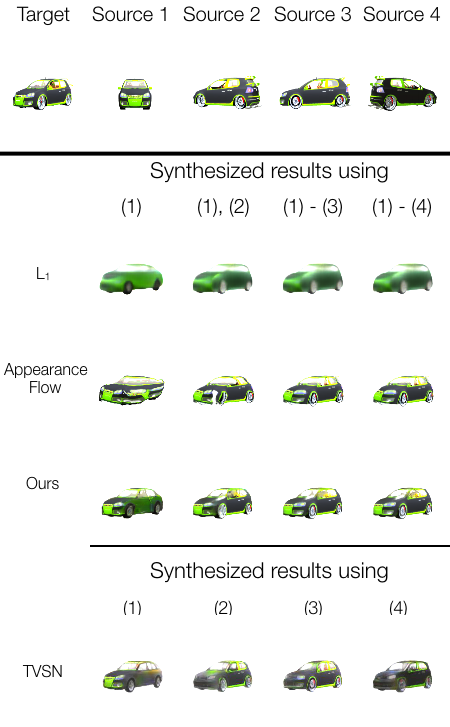 Target Source 1 Source 2 Source 3 Source 4
Synthesized results using
(1) (1), (2) (1) - (3) (1) - (4)
L₁
Appearance
Flow
Ours
Synthesized results using
(1) (2) (3) (4)
TVSN